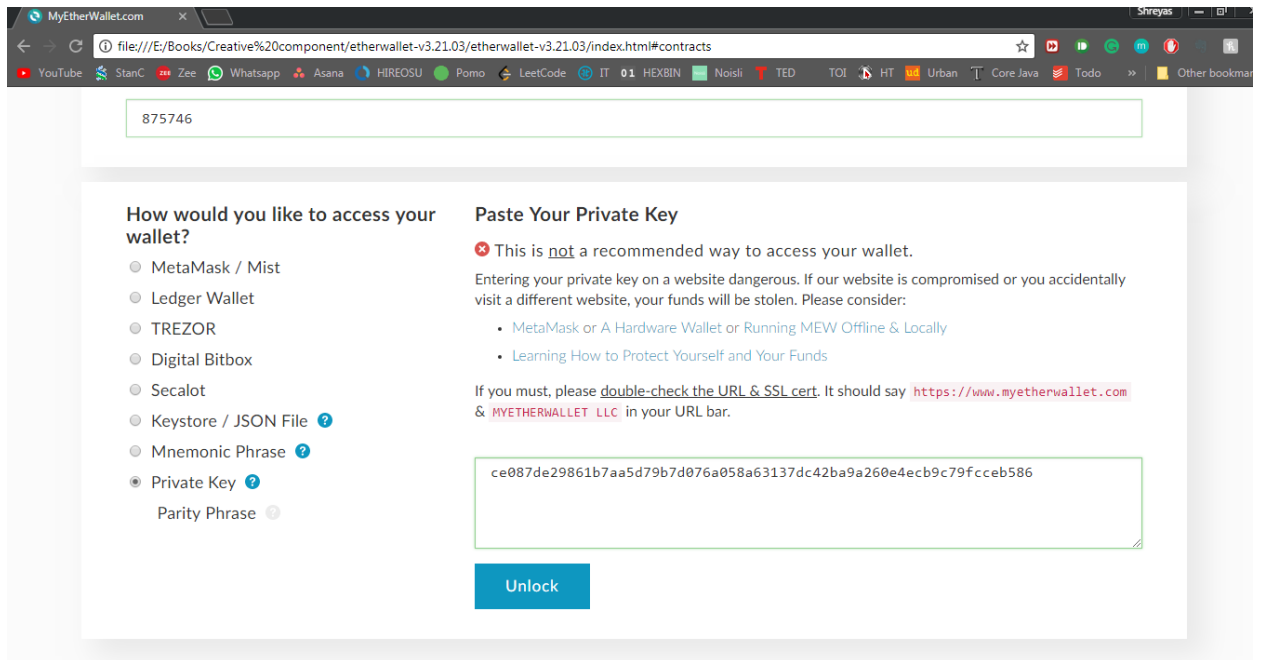 MyEtherWallet.com
Shreyas
file:///E:/Books/Creative%20component/etherwallet-v3.21.03/etherwallet-v3.21.03/index.html#contracts
YouTube StanC Zee Whatsapp Asana HIREOSU Pomo LeetCode IT 01 HEXBIN Noisli TED TOI HT ud Urban Core Java Todo » Other bookmar
875746
How would you like to access your
wallet?
MetaMask / Mist
Ledger Wallet
TREZOR
Digital Bitbox
Secalot
Keystore / JSON File ?
Mnemonic Phrase ?
Private Key ?
Parity Phrase ?
Paste Your Private Key
This is not a recommended way to access your wallet.
Entering your private key on a website dangerous. If our website is compromised or you accidentally
visit a different website, your funds will be stolen. Please consider:
• MetaMask or A Hardware Wallet or Running MEW Offline & Locally
• Learning How to Protect Yourself and Your Funds
If you must, please double-check the URL & SSL cert. It should say https://www.myetherwallet.com
& MYETHERWALLET LLC in your URL bar.
ce087de29861b7aa5d79b7d076a058a63137dc42ba9a260e4ecb9c79fcceb586
Unlock